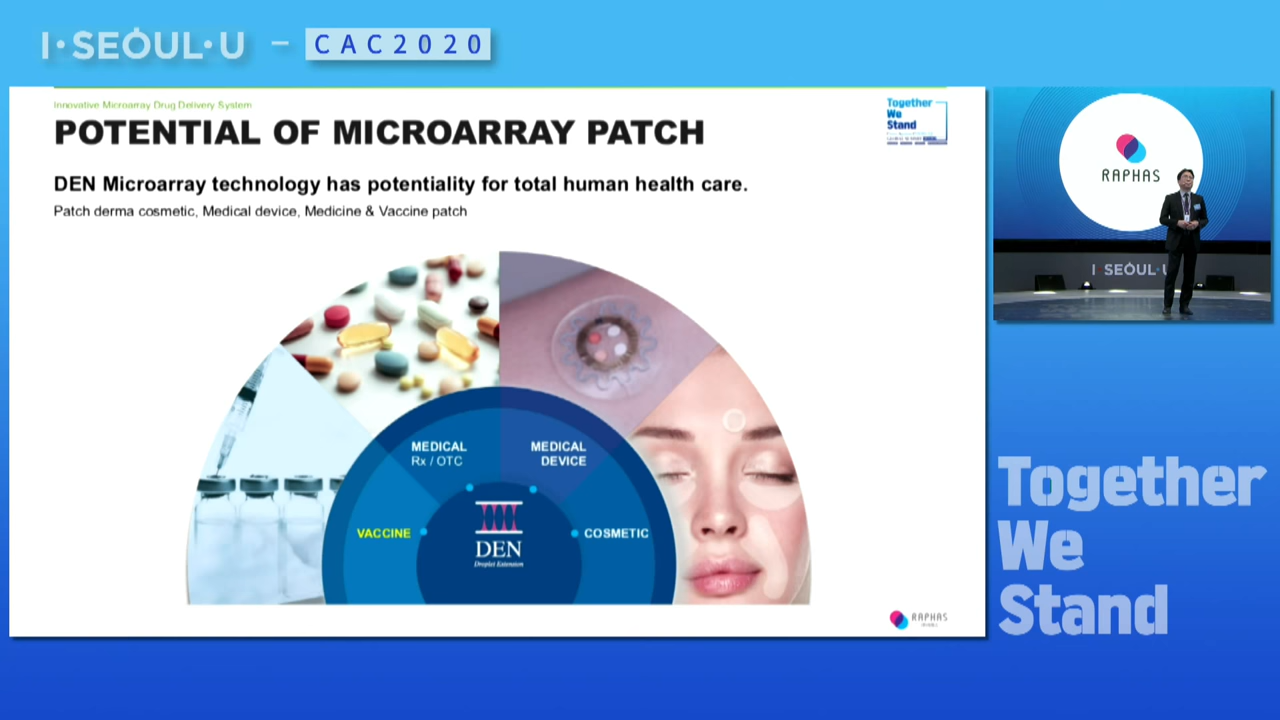 I·SEOUL·U – CAC2020
Innovative Microarray Drug Delivery System
POTENTIAL OF MICROARRAY PATCH
Together
We
Stand
DEN Microarray technology has potentiality for total human health care.
Patch derma cosmetic, Medical device, Medicine & Vaccine patch
MEDICAL
Rx / OTC
MEDICAL
DEVICE
VACCINE
COSMETIC
DEN
Droplet Extension
RAPHAS
RAPHAS
I·SEOUL·U
Together
We
Stand